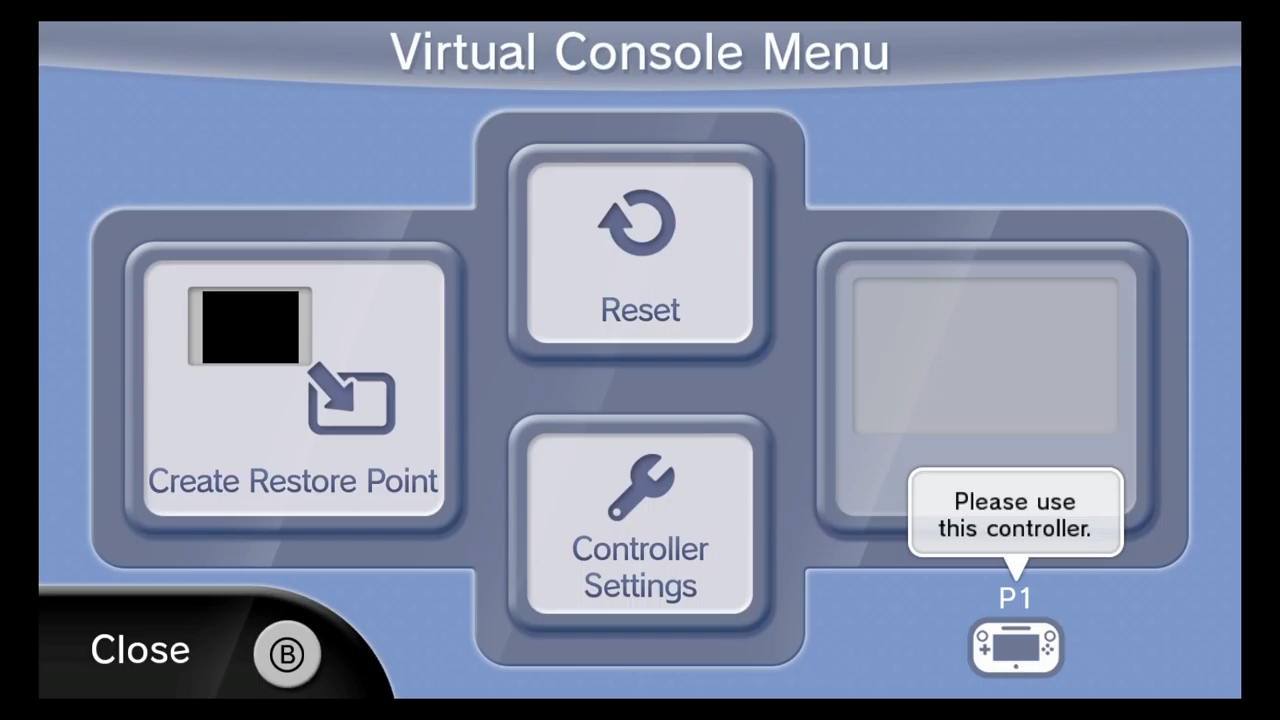 Virtual Console Menu
Reset
Create Restore Point
Controller
Settings
Please use
this controller.
P1
Close
B